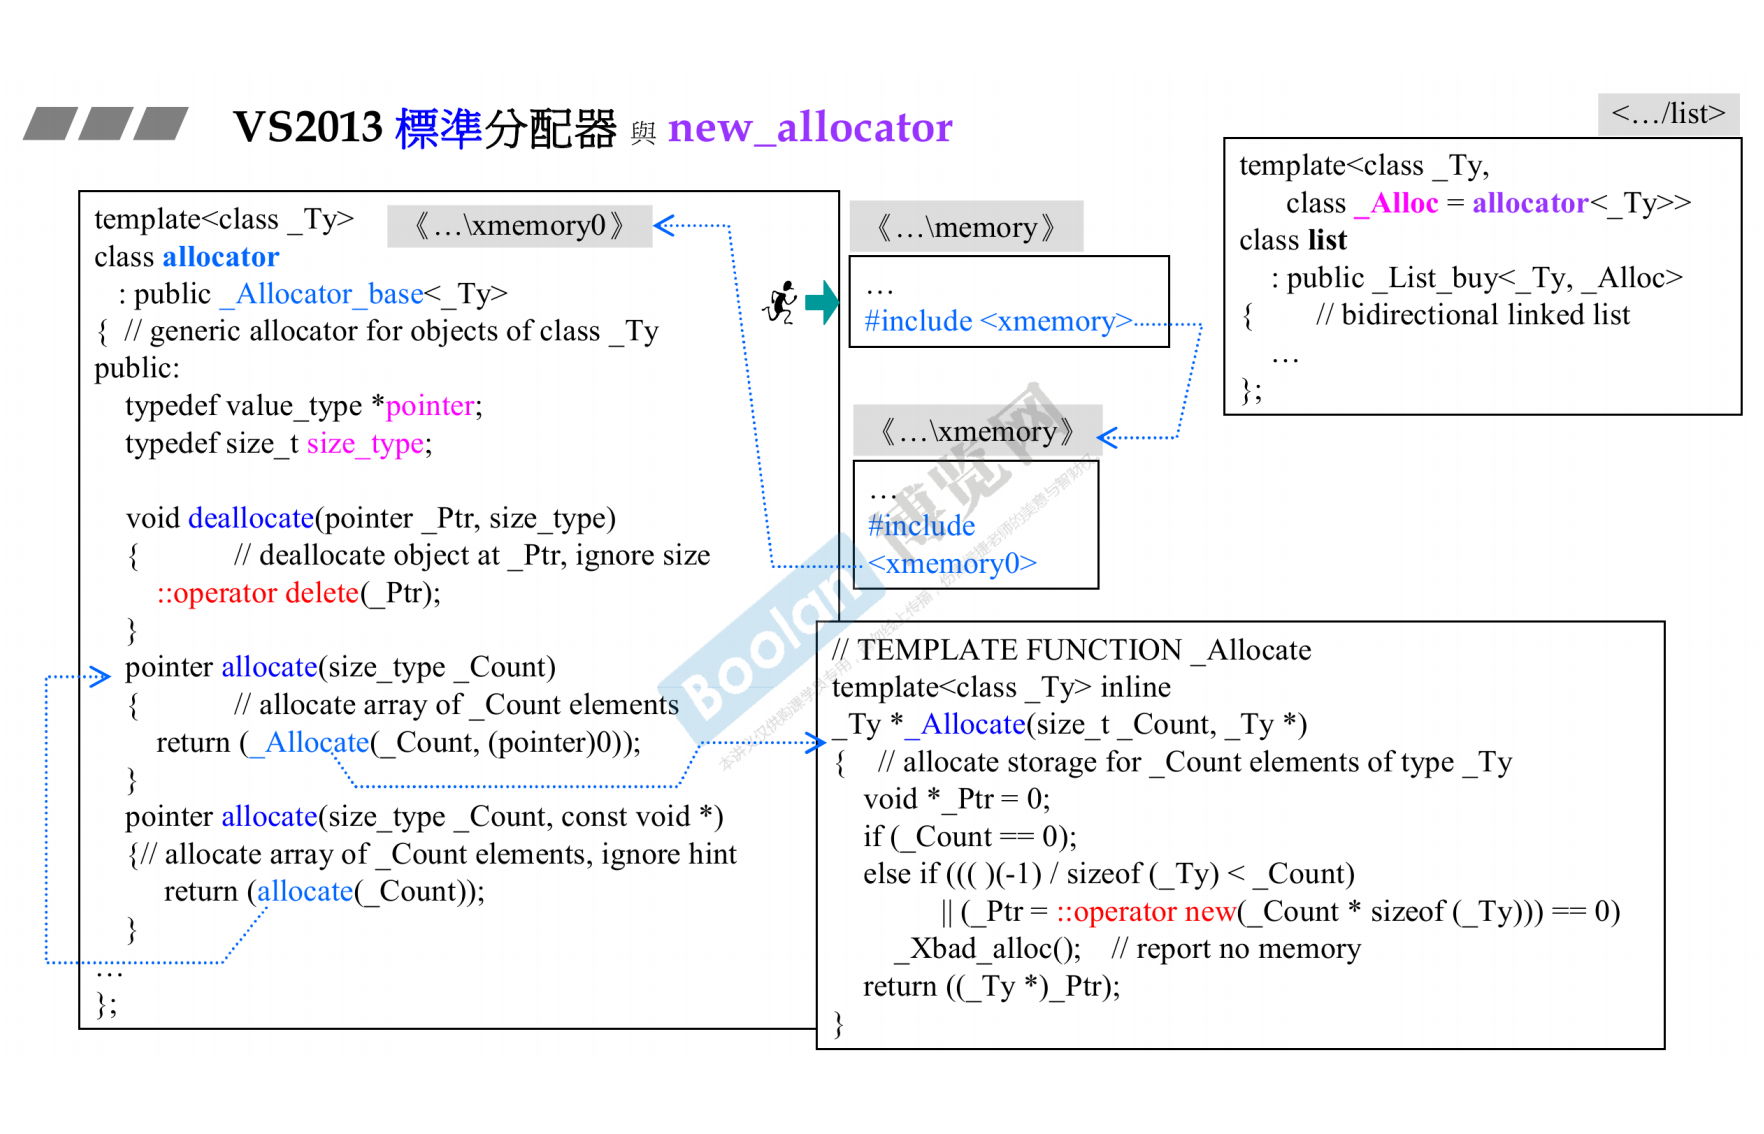 VS2013 標準分配器 與 new_allocator
<…/list>
template<class _Ty,
class _Alloc = allocator<_Ty>>
class list
: public _List_buy<_Ty, _Alloc>
{ // bidirectional linked list
…
};
template<class _Ty>
《…\xmemory0》
class allocator
: public _Allocator_base<_Ty>
{ // generic allocator for objects of class _Ty
public:
typedef value_type *pointer;
typedef size_t size_type;
void deallocate(pointer _Ptr, size_type)
{ // deallocate object at _Ptr, ignore size
::operator delete(_Ptr);
}
pointer allocate(size_type _Count)
{ // allocate array of _Count elements
return (_Allocate(_Count, (pointer)0));
}
pointer allocate(size_type _Count, const void *)
{// allocate array of _Count elements, ignore hint
return (allocate(_Count));
}
…
};
《…\memory》
…
#include <xmemory>
《…\xmemory》
…
#include
<xmemory0>
// TEMPLATE FUNCTION _Allocate
template<class _Ty> inline
_Ty *_Allocate(size_t _Count, _Ty *)
{ // allocate storage for _Count elements of type _Ty
void *_Ptr = 0;
if (_Count == 0);
else if ((( )(-1) / sizeof (_Ty) < _Count)
|| (_Ptr = ::operator new(_Count * sizeof (_Ty))) == 0)
_Xbad_alloc(); // report no memory
return ((_Ty *)_Ptr);
}
Boolan
博览网